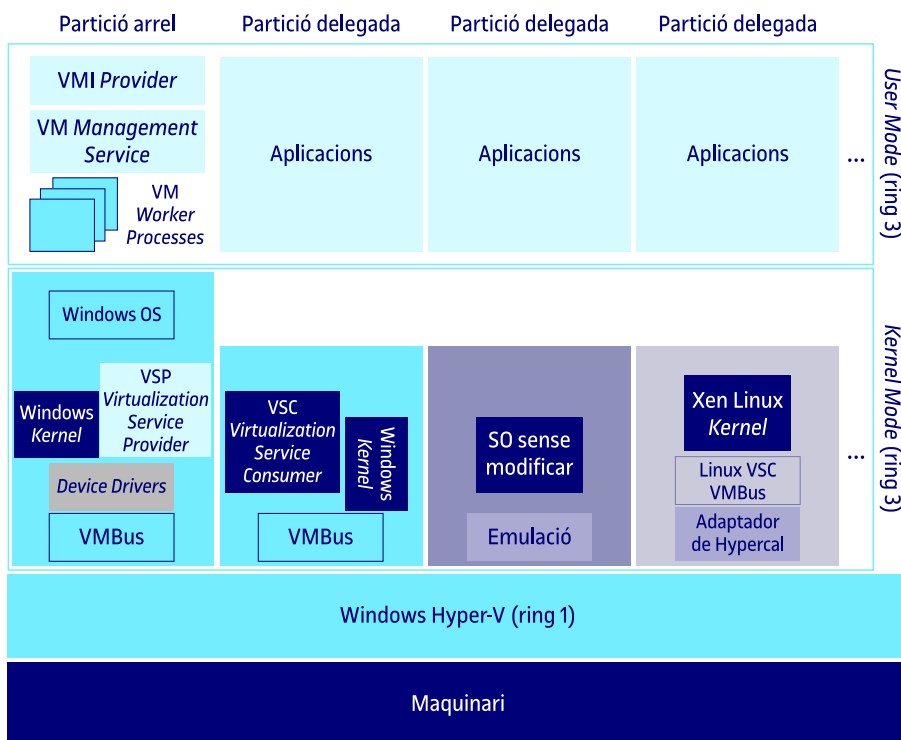 Partició arrel
Partició delegada
Partició delegada
Partició delegada
VMI Provider
VM Management
Service
VM
Worker
Processes
Aplicacions
Aplicacions
Aplicacions
...
User Mode (ring 3)
Windows OS
Windows
Kernel
VSP
Virtualization
Service
Provider
Device Drivers
VMBus
VSC
Virtualization
Service
Consumer
Windows
Kernel
VMBus
SO sense
modificar
Emulació
Xen Linux
Kernel
Linux VSC
VMBus
Adaptador
de Hypercal
...
Kernel Mode (ring 3)
Windows Hyper-V (ring 1)
Maquinari